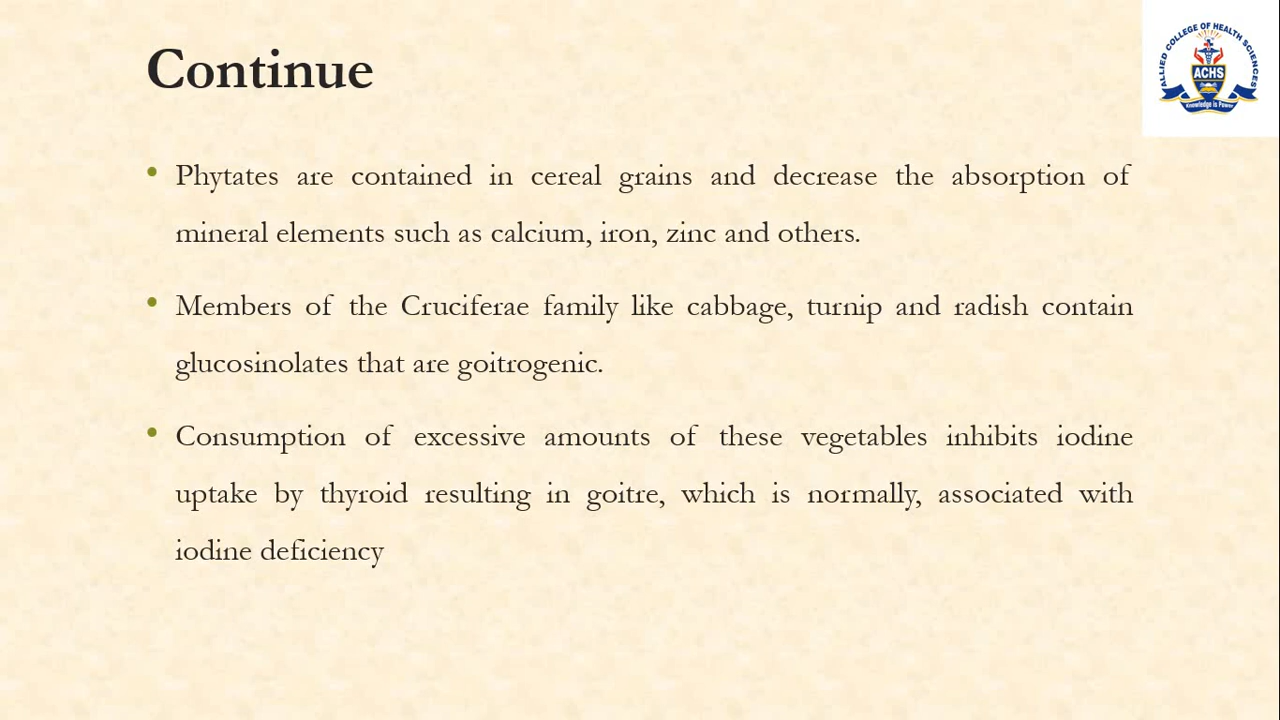 Continue
ALLIED COLLEGE OF HEALTH SCIENCES
ACHS
Knowledge is Power
• Phytates are contained in cereal grains and decrease the absorption of
mineral elements such as calcium, iron, zinc and others.
• Members of the Cruciferae family like cabbage, turnip and radish contain
glucosinolates that are goitrogenic.
• Consumption of excessive amounts of these vegetables inhibits iodine
uptake by thyroid resulting in goitre, which is normally, associated with
iodine deficiency